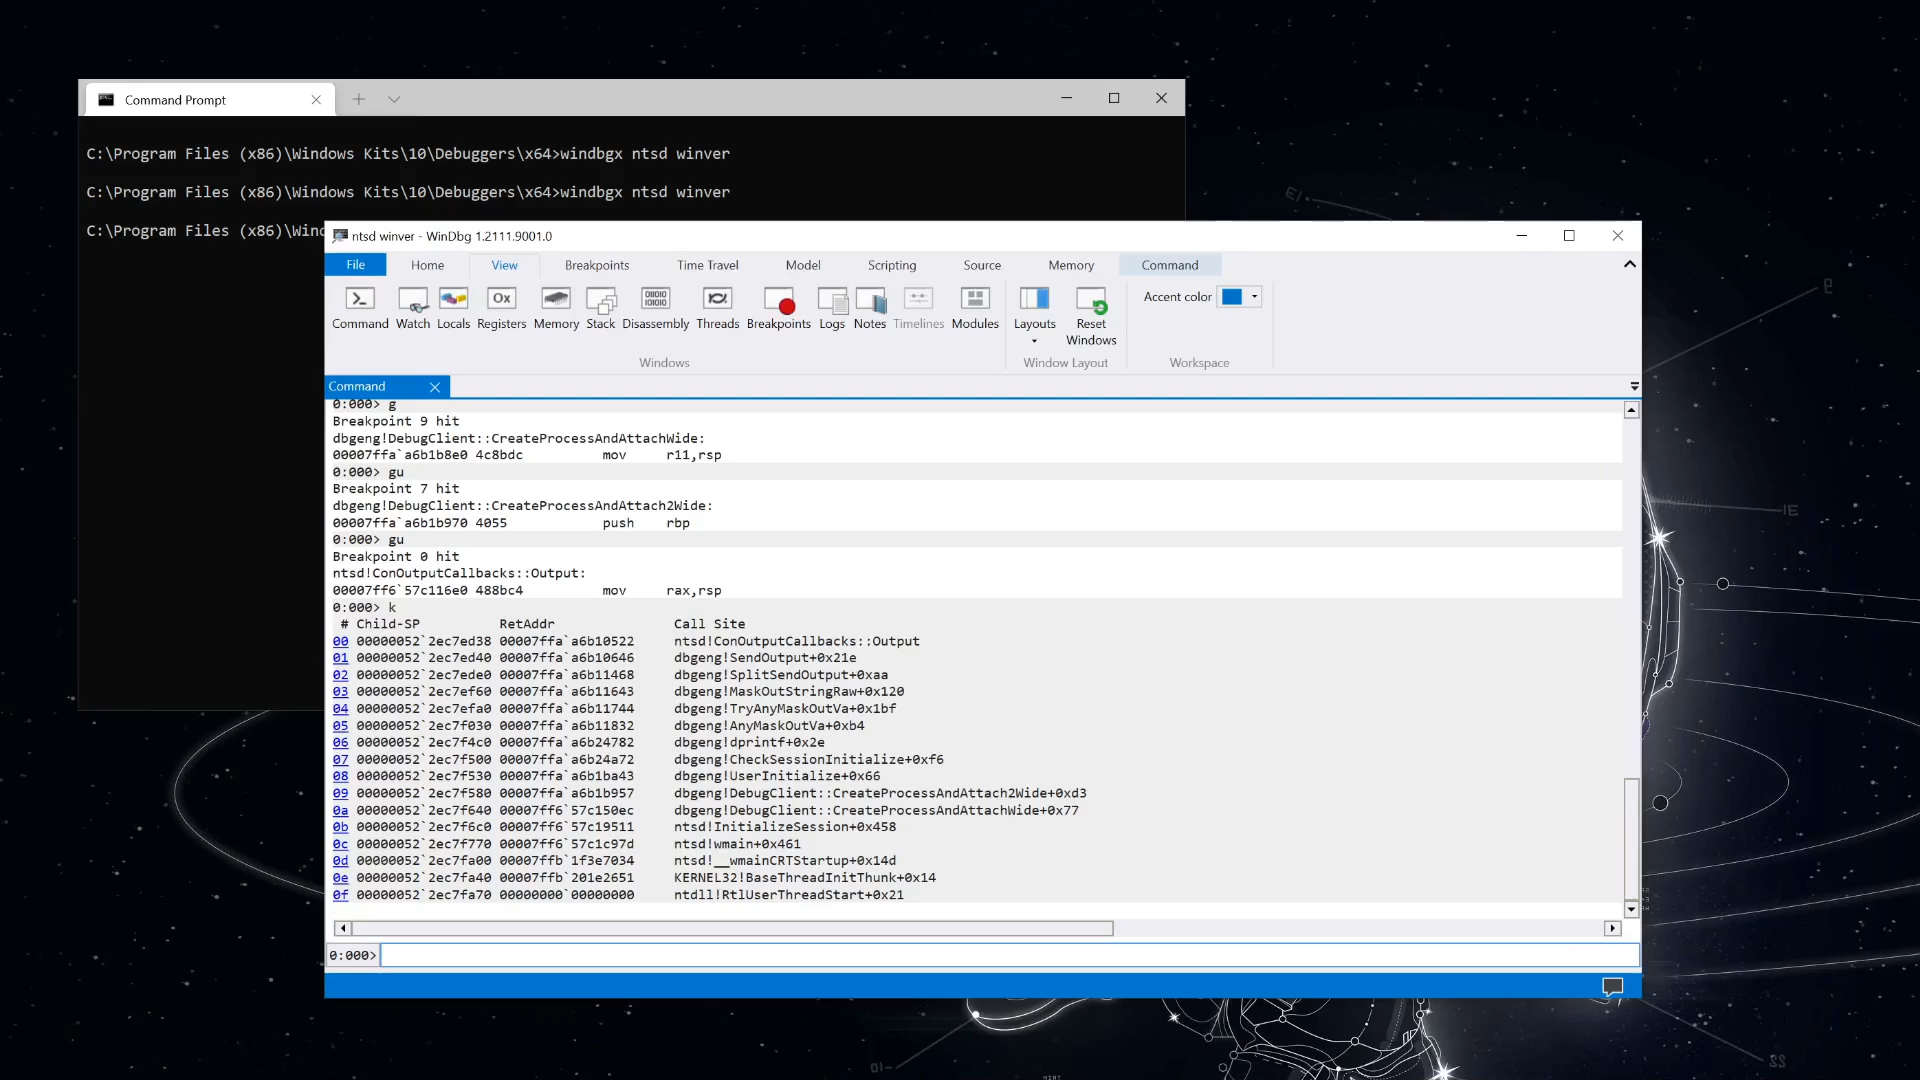 Command Prompt
C:\Program Files (x86)\Windows Kits\10\Debuggers\x64>windbgx ntsd winver
C:\Program Files (x86)\Windows Kits\10\Debuggers\x64>windbgx ntsd winver
C:\Program Files (x86)\Wind
ntsd winver - WinDbg 1.2111.9001.0
File Home View Breakpoints Time Travel Model Scripting Source Memory Command
Command Watch Locals Registers Memory Stack Disassembly Threads Breakpoints Logs Notes Timelines Modules Layouts Reset Windows Accent color
Windows Window Layout Workspace
Command
0:000> g
Breakpoint 9 hit
dbgeng!DebugClient::CreateProcessAndAttachWide:
00007ffa`a6b1b8e0 4c8bdc mov r11,rsp
0:000> gu
Breakpoint 7 hit
dbgeng!DebugClient::CreateProcessAndAttach2Wide:
00007ffa`a6b1b970 4055 push rbp
0:000> gu
Breakpoint 0 hit
ntsd!ConOutputCallbacks::Output:
00007ff6`57c116e0 488bc4 mov rax,rsp
0:000> k
# Child-SP RetAddr Call Site
00 00000052`2ec7ed38 00007ffa`a6b10522 ntsd!ConOutputCallbacks::Output
01 00000052`2ec7ed40 00007ffa`a6b10646 dbgeng!SendOutput+0x21e
02 00000052`2ec7ede0 00007ffa`a6b11468 dbgeng!SplitSendOutput+0xaa
03 00000052`2ec7ef60 00007ffa`a6b11643 dbgeng!MaskOutStringRaw+0x120
04 00000052`2ec7efa0 00007ffa`a6b11744 dbgeng!TryAnyMaskOutVa+0x1bf
05 00000052`2ec7f030 00007ffa`a6b11832 dbgeng!AnyMaskOutVa+0xb4
06 00000052`2ec7f4c0 00007ffa`a6b24782 dbgeng!dprintf+0x2e
07 00000052`2ec7f500 00007ffa`a6b24a72 dbgeng!CheckSessionInitialize+0xf6
08 00000052`2ec7f530 00007ffa`a6b1ba43 dbgeng!UserInitialize+0x66
09 00000052`2ec7f580 00007ffa`a6b1b957 dbgeng!DebugClient::CreateProcessAndAttach2Wide+0xd3
0a 00000052`2ec7f640 00007ff6`57c150ec dbgeng!DebugClient::CreateProcessAndAttachWide+0x77
0b 00000052`2ec7f6c0 00007ff6`57c19511 ntsd!InitializeSession+0x458
0c 00000052`2ec7f770 00007ff6`57c1c97d ntsd!wmain+0x461
0d 00000052`2ec7fa00 00007ffb`1f3e7034 ntsd!__wmainCRTStartup+0x14d
0e 00000052`2ec7fa40 00007ffb`201e2651 KERNEL32!BaseThreadInitThunk+0x14
0f 00000052`2ec7fa70 00000000`00000000 ntdll!RtlUserThreadStart+0x21
0:000>